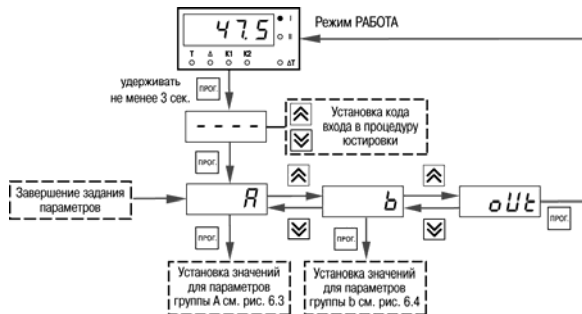 47.5
I
II
T Δ K1 K2
ΔT
Режим РАБОТА
удерживать
не менее 3 сек.
ПРОГ.
- - - -
Установка кода
входа в процедуру
юстировки
ПРОГ.
Завершение задания
параметров
A
b
oUt
ПРОГ.
ПРОГ.
ПРОГ.
Установка значений
для параметров
группы А см. рис. 6.3
Установка значений
для параметров
группы b см. рис. 6.4